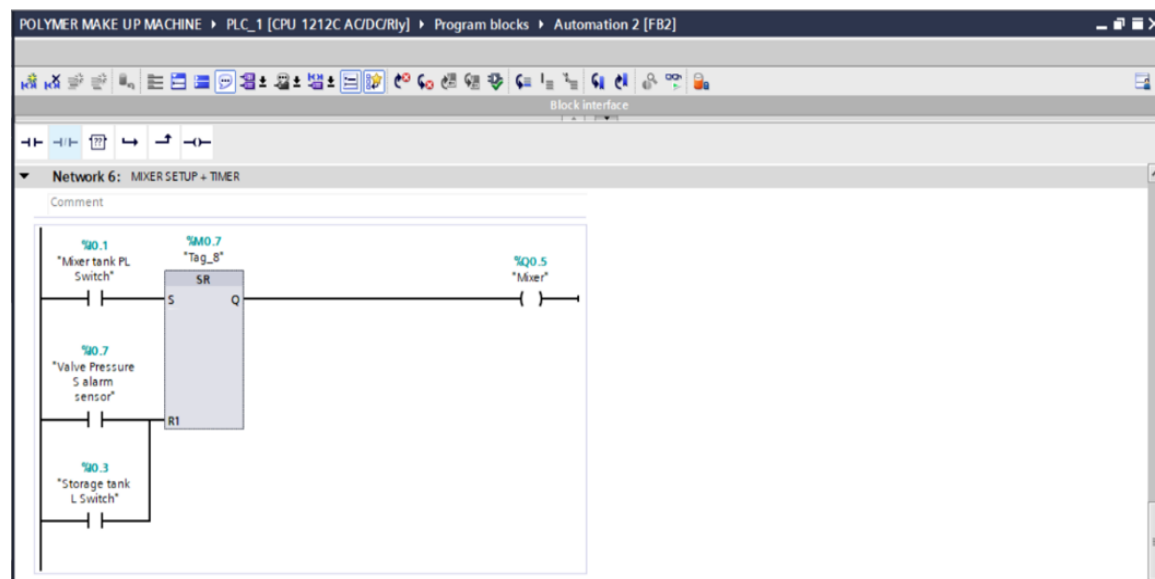 POLYMER MAKE UP MACHINE ▸ PLC_1 [CPU 1212C AC/DC/Rly] ▸ Program blocks ▸ Automation 2 [FB2]
Block interface
??
Network 6: MIXER SETUP + TIMER
Comment
%I0.1
"Mixer tank PL
Switch"
%M0.7
"Tag_8"
SR
S
Q
%Q0.5
"Mixer"
%I0.7
"Valve Pressure
S alarm
sensor"
R1
%I0.3
"Storage tank
L Switch"